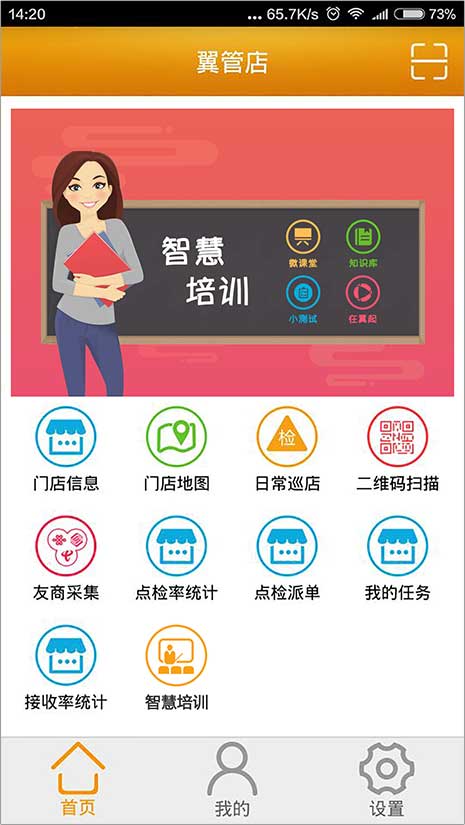 14:20 ... 65.7K/s 73%
翼管店
智慧
培训
微课堂 知识库
小测试 任翼起
门店信息 门店地图 日常巡店 二维码扫描
检
友商采集 点检率统计 点检派单 我的任务
接收率统计 智慧培训
首页 我的 设置